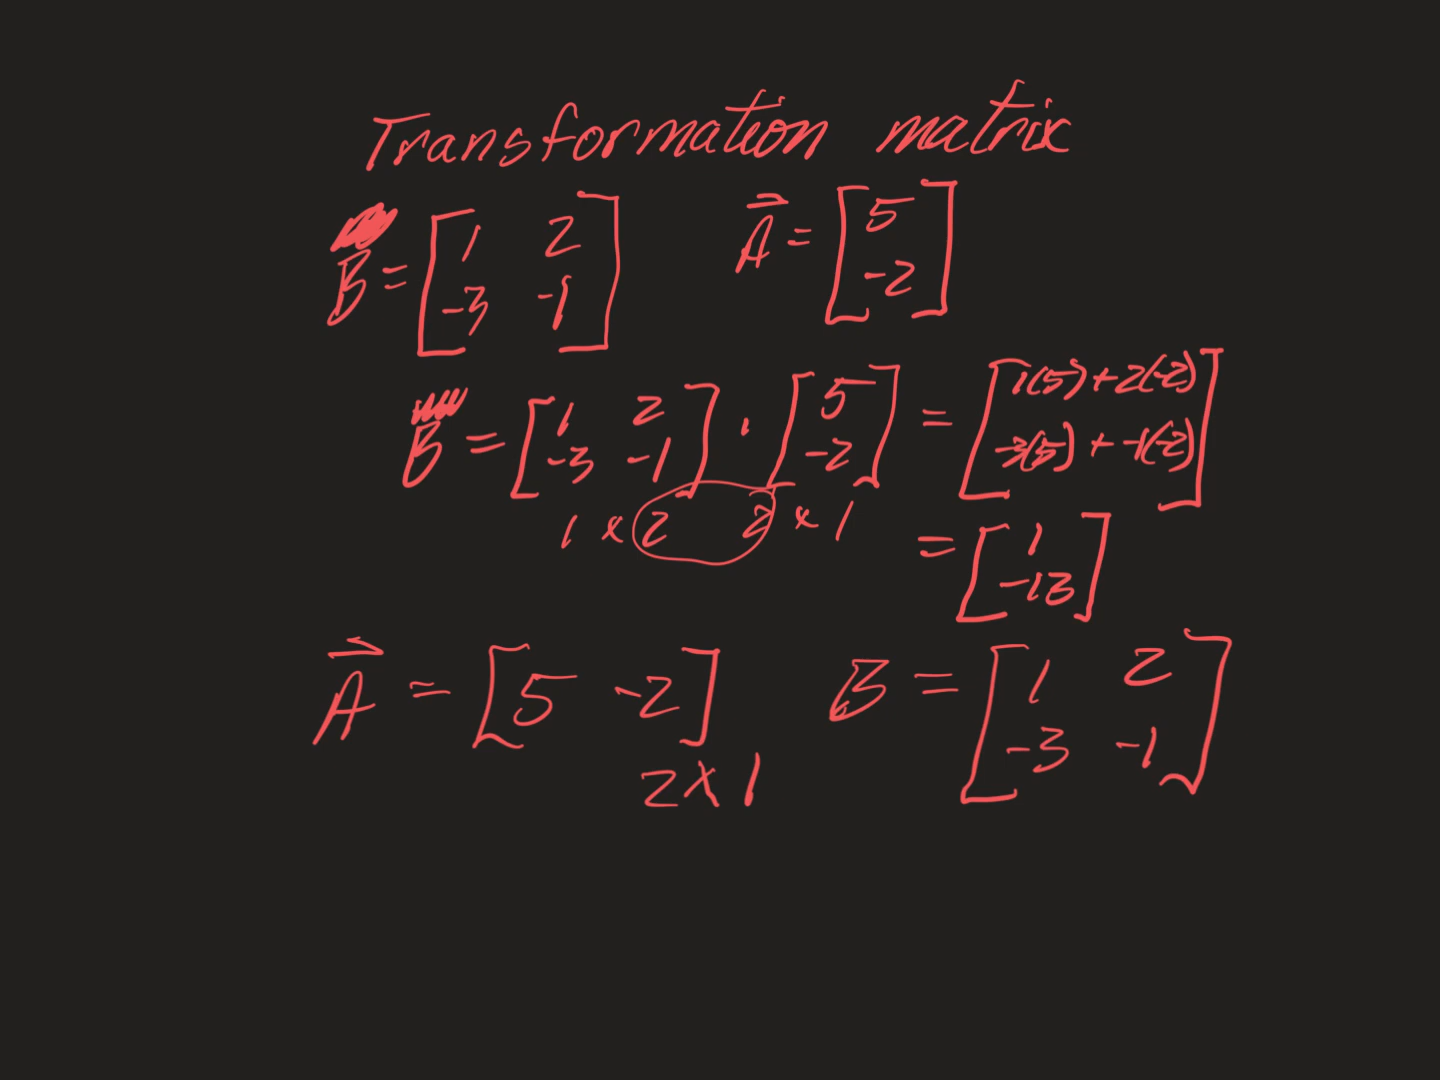 Transformation matrix
B = [1 2; -3 -1] A⃗ = [5; -2]
B = [1 2; -3 -1] · [5; -2] = [1(5) + 2(-2); -3(5) + -1(-2)]
1 × 2 2 × 1
= [1; -13]
A⃗ = [5 -2] B = [1 2; -3 -1]
2 × 1